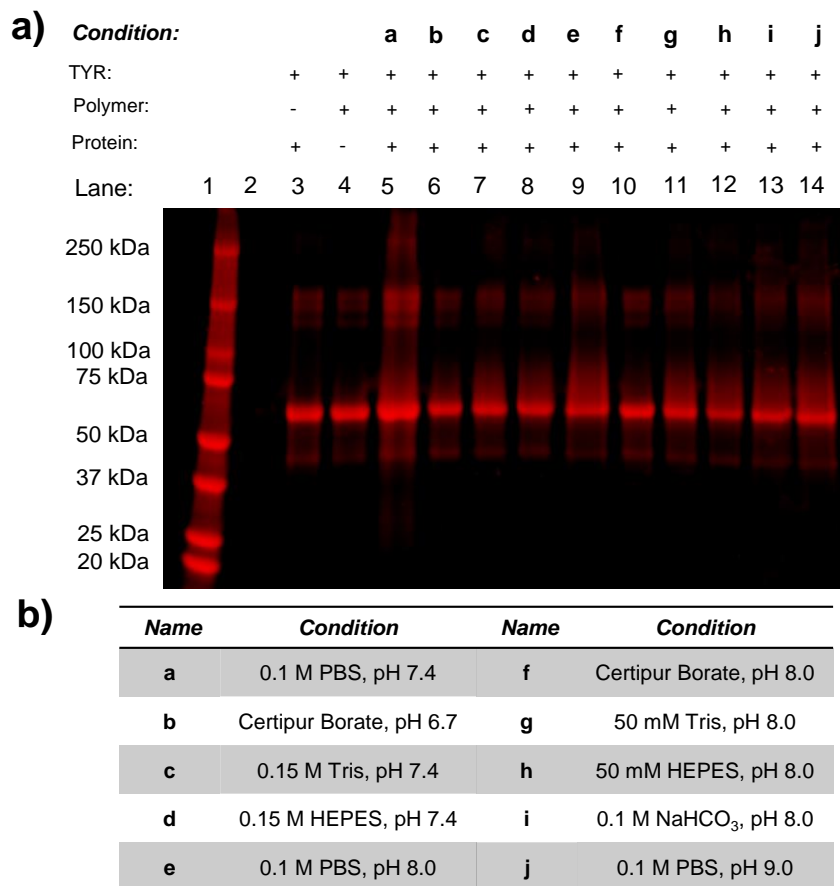 a) Condition: a b c d e f g h i j
TYR: + + + + + + + + + + + +
Polymer: - + + + + + + + + + + +
Protein: + - + + + + + + + + + +
Lane: 1 2 3 4 5 6 7 8 9 10 11 12 13 14
250 kDa
150 kDa
100 kDa
75 kDa
50 kDa
37 kDa
25 kDa
20 kDa
b)
Name Condition Name Condition
a 0.1 M PBS, pH 7.4 f Certipur Borate, pH 8.0
b Certipur Borate, pH 6.7 g 50 mM Tris, pH 8.0
c 0.15 M Tris, pH 7.4 h 50 mM HEPES, pH 8.0
d 0.15 M HEPES, pH 7.4 i 0.1 M NaHCO₃, pH 8.0
e 0.1 M PBS, pH 8.0 j 0.1 M PBS, pH 9.0